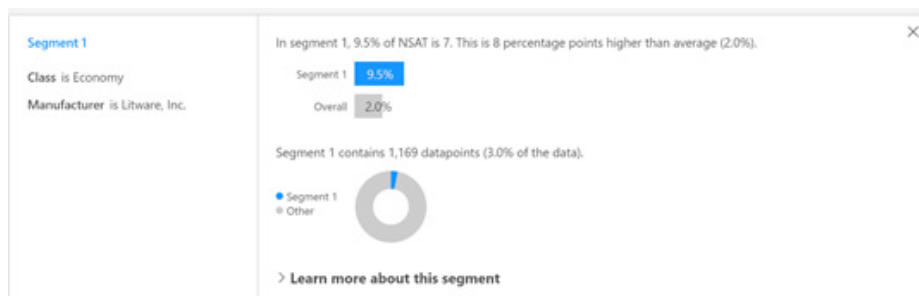 Segment 1
Class is Economy
Manufacturer is Litware, Inc.
In segment 1, 9.5% of NSAT is 7. This is 8 percentage points higher than average (2.0%).
Segment 1 9.5%
Overall 2.0%
Segment 1 contains 1,169 datapoints (3.0% of the data).
Segment 1
Other
Learn more about this segment